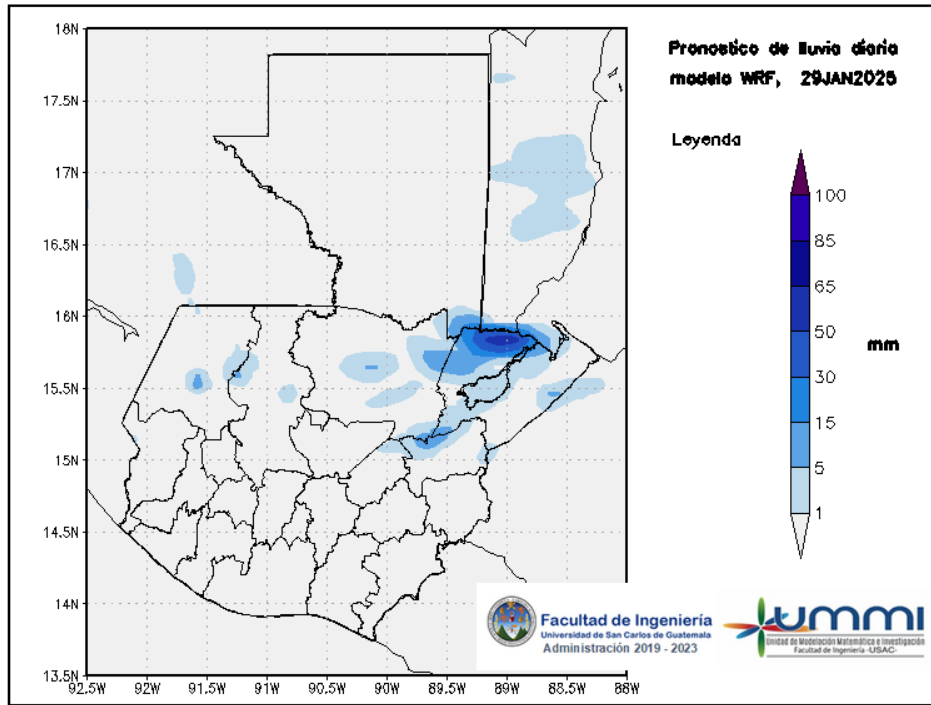 Pronostico de lluvia diaria
modelo WRF, 29JAN2025
Leyenda
100
85
65
50
30
15
5
1
mm
18N
17.5N
17N
16.5N
16N
15.5N
15N
14.5N
14N
13.5N
92.5W
92W
91.5W
91W
90.5W
90W
89.5W
89W
88.5W
88W
Facultad de Ingeniería
Universidad de San Carlos de Guatemala
Administración 2019 - 2023
UMMI
Unidad de Modelación Matemática e Investigación
Facultad de Ingeniería -USAC-